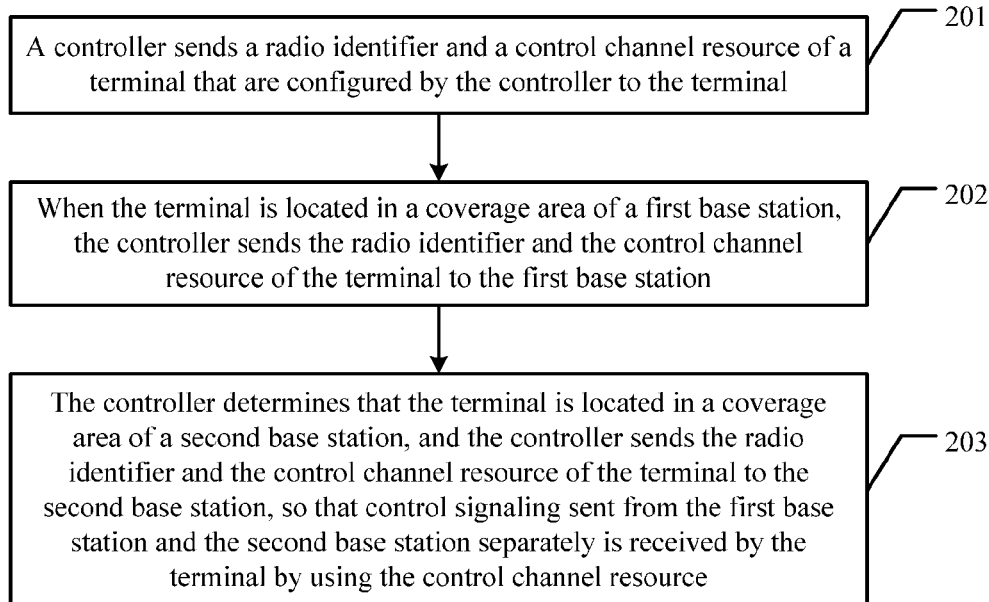 201
A controller sends a radio identifier and a control channel resource of a
terminal that are configured by the controller to the terminal
202
When the terminal is located in a coverage area of a first base station,
the controller sends the radio identifier and the control channel
resource of the terminal to the first base station
203
The controller determines that the terminal is located in a coverage
area of a second base station, and the controller sends the radio
identifier and the control channel resource of the terminal to the
second base station, so that control signaling sent from the first base
station and the second base station separately is received by the
terminal by using the control channel resource